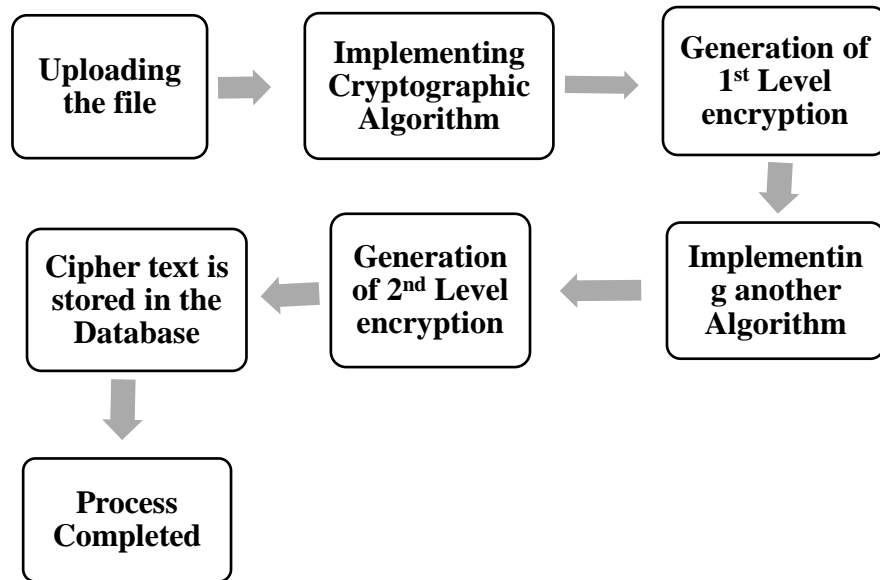 Uploading
the file
Implementing
Cryptographic
Algorithm
Generation of
1st Level
encryption
Implementin
g another
Algorithm
Generation
of 2nd Level
encryption
Cipher text is
stored in the
Database
Process
Completed